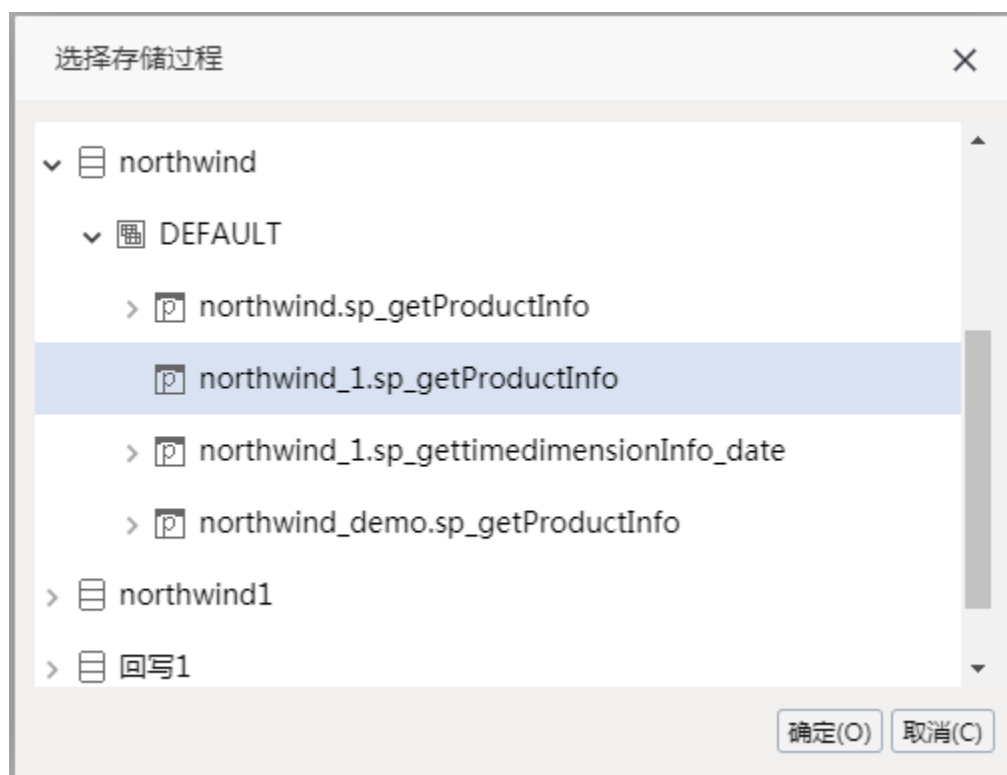 选择存储过程
northwind
DEFAULT
northwind.sp_getProductInfo
northwind_1.sp_getProductInfo
northwind_1.sp_gettimedimensionInfo_date
northwind_demo.sp_getProductInfo
northwind1
回写1
确定(O) 取消(C)